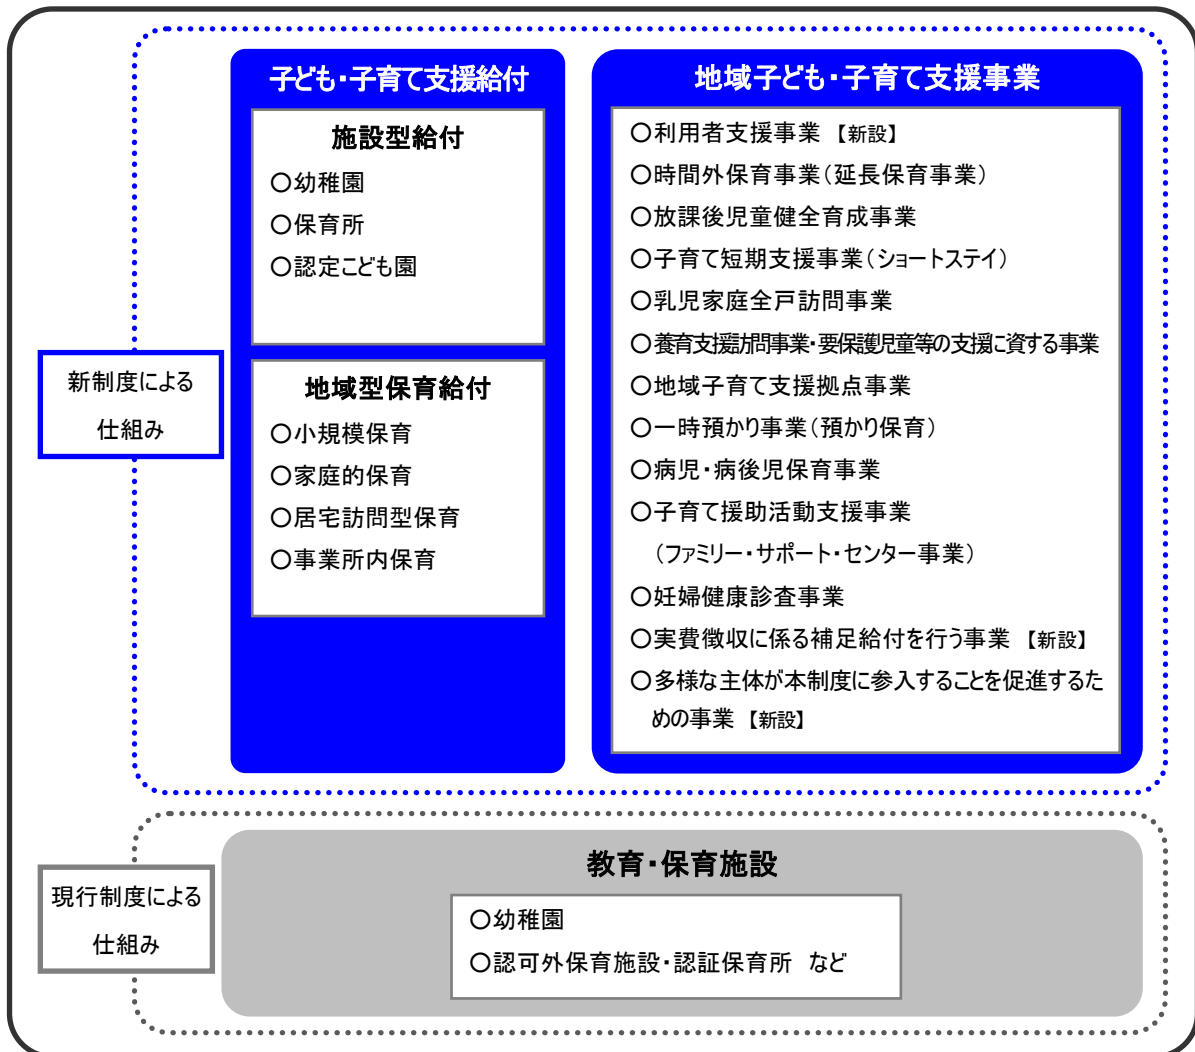 新制度による
仕組み
子ども・子育て支援給付
施設型給付
○幼稚園
○保育所
○認定こども園
地域型保育給付
○小規模保育
○家庭的保育
○居宅訪問型保育
○事業所内保育
地域子ども・子育て支援事業
○利用者支援事業 【新設】
○時間外保育事業(延長保育事業)
○放課後児童健全育成事業
○子育て短期支援事業(ショートステイ)
○乳児家庭全戸訪問事業
○養育支援訪問事業・要保護児童等の支援に資する事業
○地域子育て支援拠点事業
○一時預かり事業(預かり保育)
○病児・病後児保育事業
○子育て援助活動支援事業
(ファミリー・サポート・センター事業)
○妊婦健康診査事業
○実費徴収に係る補足給付を行う事業 【新設】
○多様な主体が本制度に参入することを促進するた
めの事業 【新設】
現行制度による
仕組み
教育・保育施設
○幼稚園
○認可外保育施設・認証保育所 など